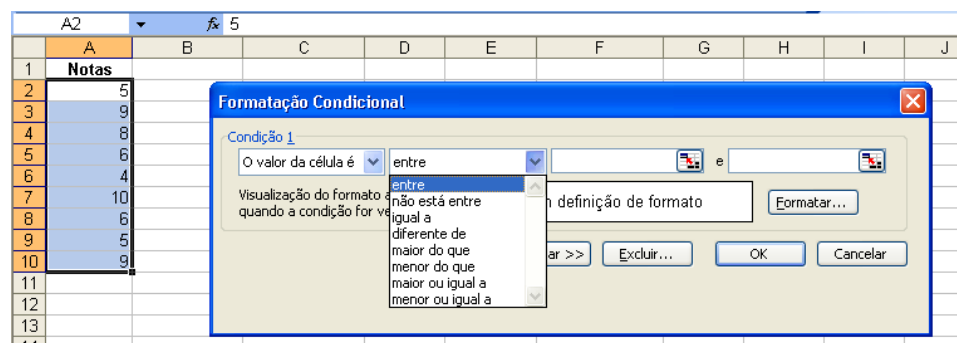 A2 fx 5
A B C D E F G H I J
1 Notas
2 5
3 9
4 8
5 6
6 4
7 10
8 6
9 5
10 9
11
12
13
Formatação Condicional
Condição 1
O valor da célula é entre e
entre
não está entre
igual a
diferente de
maior do que
menor do que
maior ou igual a
menor ou igual a
Visualização do formato
quando a condição for
definição de formato
Formatar...
>> Excluir... OK Cancelar